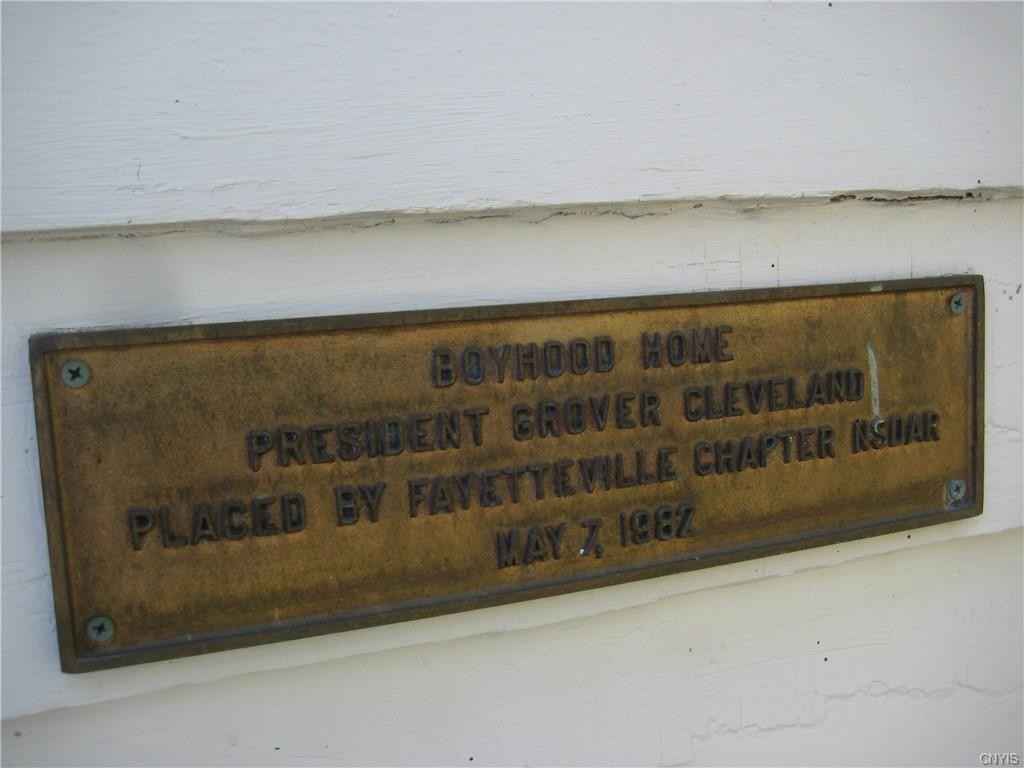 BOYHOOD HOME
PRESIDENT GROVER CLEVELAND
PLACED BY FAYETTEVILLE CHAPTER NSDAR
MAY 7, 1982
CNYIS